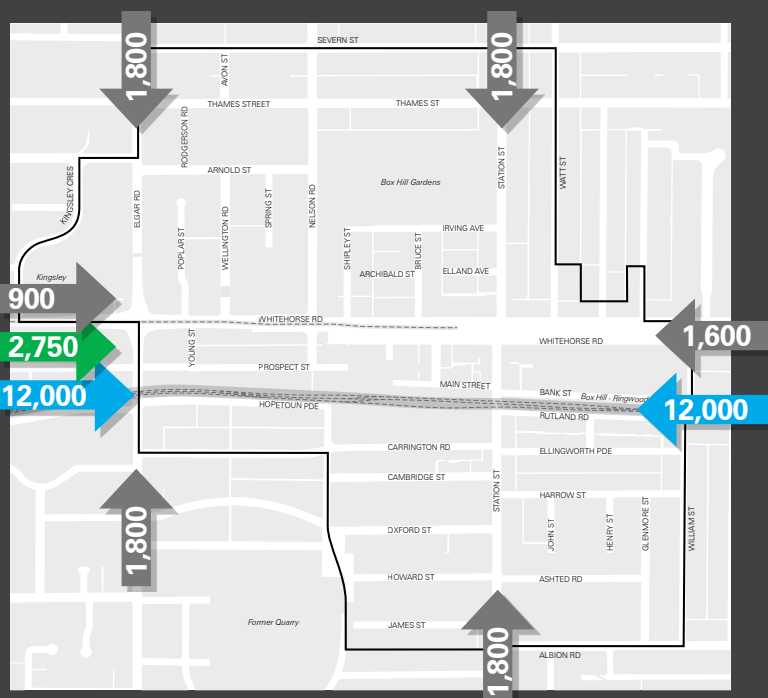 1,800
1,800
SEVERN ST
AVON ST
THAMES STREET
THAMES ST
RODGERSON RD
ARNOLD ST
Box Hill Gardens
STATION ST
WATT ST
KINGSLEY CRES
ELGAR RD
POPLAR ST
WELLINGTON RD
SPRING ST
NELSON RD
SHIPLEY ST
BRUCE ST
IRVING AVE
ARCHIBALD ST
ELLAND AVE
Kingsley
900
WHITEHORSE RD
WHITEHORSE RD
1,600
2,750
YOUNG ST
PROSPECT ST
MAIN STREET
BANK ST
Box Hill - Ringwood
12,000
12,000
HOPETOUN PDE
RUTLAND RD
CARRINGTON RD
ELLINGWORTH PDE
CAMBRIDGE ST
STATION ST
HARROW ST
1,800
OXFORD ST
JOHN ST
HENRY ST
GLENMORE ST
WILLIAM ST
HOWARD ST
ASHTED RD
Former Quarry
JAMES ST
1,800
ALBION RD